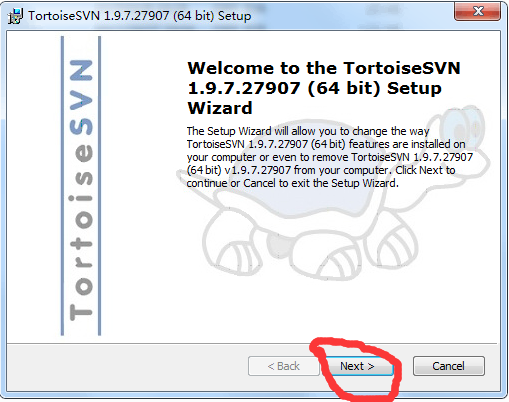 TortoiseSVN 1.9.7.27907 (64 bit) Setup
TortoiseSVN
Welcome to the TortoiseSVN
1.9.7.27907 (64 bit) Setup
Wizard
The Setup Wizard will allow you to change the way
TortoiseSVN 1.9.7.27907 (64 bit) features are installed on
your computer or even to remove TortoiseSVN 1.9.7.27907
(64 bit) v1.9.7.27907 from your computer. Click Next to
continue or Cancel to exit the Setup Wizard.
< Back
Next >
Cancel